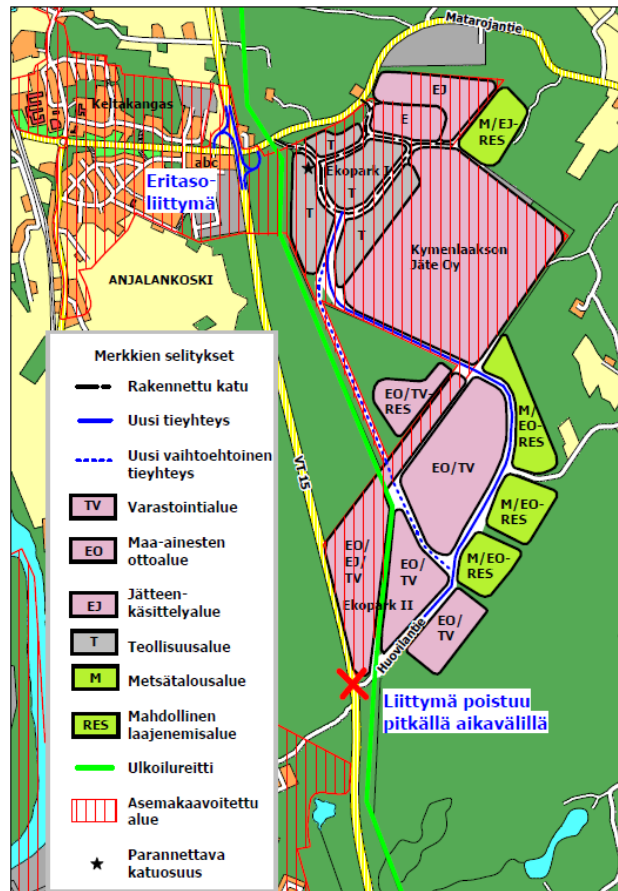 Matarojantie
Keltakangas
EJ
E
M/EJ-
RES
abc
T
Ekopark I
T
T
T
Eritaso-
liittymä
Kymenlaakson
Jäte Oy
ANJALANKOSKI
Merkkien selitykset
Rakennettu katu
Uusi tieyhteys
Uusi vaihtoehtoinen
tieyhteys
TV Varastointialue
EO Maa-ainesten
ottoalue
EJ Jätteen-
käsittelyalue
T Teollisuusalue
M Metsätalousalue
RES Mahdollinen
laajenemisalue
Ulkoilureitti
Asemakaavoitettu
alue
Parannettava
katuosuus
VT 15
EO/TV-
RES
M/
EO-
RES
EO/TV
M/EO-
RES
EO/
EJ/
TV
EO/
TV
M/EO-
RES
Ekopark II
EO/
TV
Huovilantie
Liittymä poistuu
pitkällä aikavälillä